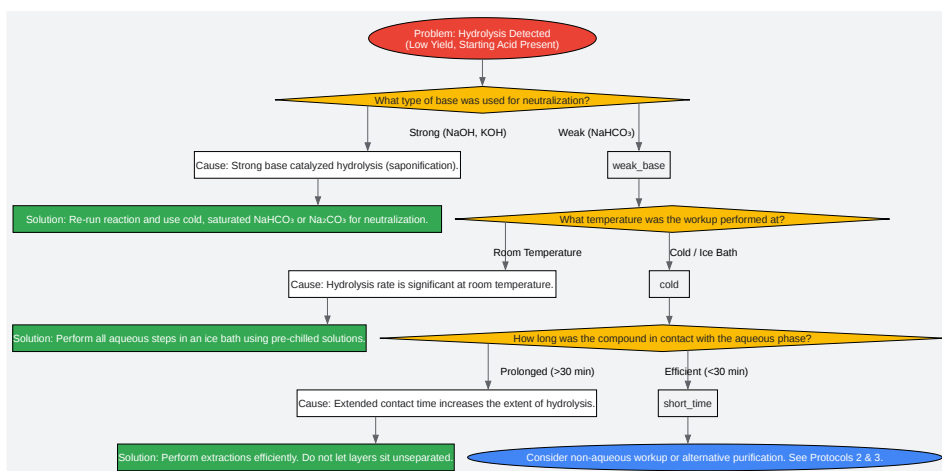 Problem: Hydrolysis Detected
(Low Yield, Starting Acid Present)
What type of base was used for neutralization?
Strong (NaOH, KOH)
Weak (NaHCO₃)
Cause: Strong base catalyzed hydrolysis (saponification).
weak_base
Solution: Re-run reaction and use cold, saturated NaHCO₃ or Na₂CO₃ for neutralization.
What temperature was the workup performed at?
Room Temperature
Cold / Ice Bath
Cause: Hydrolysis rate is significant at room temperature.
cold
Solution: Perform all aqueous steps in an ice bath using pre-chilled solutions.
How long was the compound in contact with the aqueous phase?
Prolonged (>30 min)
Efficient (<30 min)
Cause: Extended contact time increases the extent of hydrolysis.
short_time
Solution: Perform extractions efficiently. Do not let layers sit unseparated.
Consider non-aqueous workup or alternative purification. See Protocols 2 & 3.